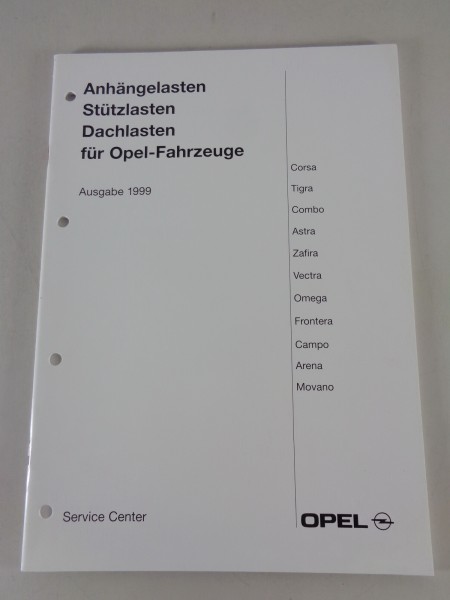 Anhängelasten
Stützlasten
Dachlasten
für Opel-Fahrzeuge
Ausgabe 1999
Corsa
Tigra
Combo
Astra
Zafira
Vectra
Omega
Frontera
Campo
Arena
Movano
Service Center
OPEL